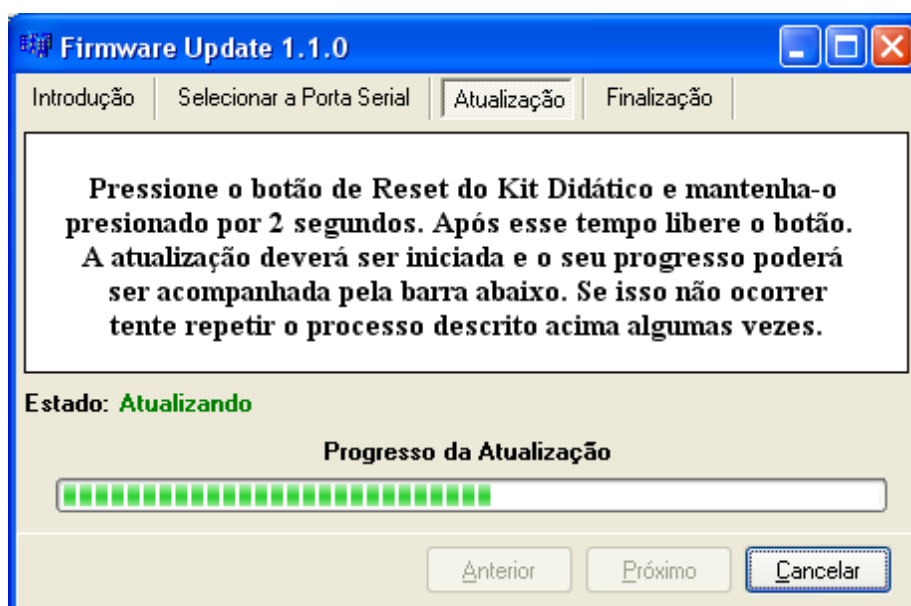 Firmware Update 1.1.0
Introdução Selecionar a Porta Serial Atualização Finalização
Pressione o botão de Reset do Kit Didático e mantenha-o
presionado por 2 segundos. Após esse tempo libere o botão.
A atualização deverá ser iniciada e o seu progresso poderá
ser acompanhada pela barra abaixo. Se isso não ocorrer
tente repetir o processo descrito acima algumas vezes.
Estado: Atualizando
Progresso da Atualização
Anterior Próximo Cancelar